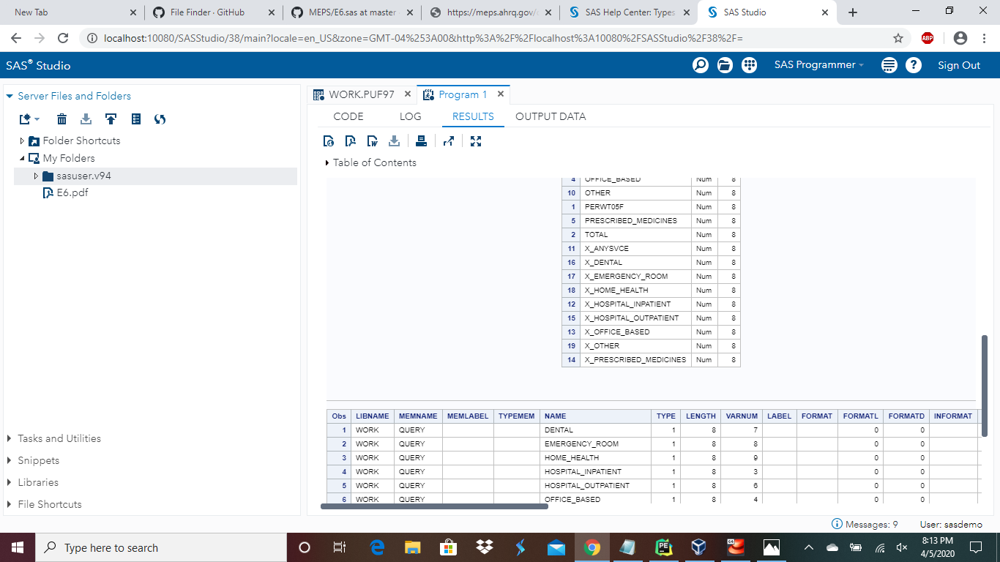 New Tab
File Finder · GitHub
MEPS/E6.sas at master
https://meps.ahrq.gov/
SAS Help Center: Types
SAS Studio
localhost:10080/SASStudio/38/main?locale=en_US&zone=GMT-04%253A00&http%3A%2F%2Flocalhost%3A10080%2FSASStudio%2F38%2F=
ABP
SAS® Studio
SAS Programmer
Sign Out
Server Files and Folders
Folder Shortcuts
My Folders
sasuser.v94
E6.pdf
Tasks and Utilities
Snippets
Libraries
File Shortcuts
WORK.PUF97
Program 1
CODE LOG RESULTS OUTPUT DATA
Table of Contents
4 OFFICE_BASED Num 8
10 OTHER Num 8
1 PERWT05F Num 8
5 PRESCRIBED_MEDICINES Num 8
2 TOTAL Num 8
11 X_ANYSVCE Num 8
16 X_DENTAL Num 8
17 X_EMERGENCY_ROOM Num 8
18 X_HOME_HEALTH Num 8
12 X_HOSPITAL_INPATIENT Num 8
15 X_HOSPITAL_OUTPATIENT Num 8
13 X_OFFICE_BASED Num 8
19 X_OTHER Num 8
14 X_PRESCRIBED_MEDICINES Num 8
Obs LIBNAME MEMNAME MEMLABEL TYPEMEM NAME TYPE LENGTH VARNUM LABEL FORMAT FORMATL FORMATD INFORMAT
1 WORK QUERY DENTAL 1 8 7 0 0
2 WORK QUERY EMERGENCY_ROOM 1 8 8 0 0
3 WORK QUERY HOME_HEALTH 1 8 9 0 0
4 WORK QUERY HOSPITAL_INPATIENT 1 8 3 0 0
5 WORK QUERY HOSPITAL_OUTPATIENT 1 8 6 0 0
6 WORK QUERY OFFICE_BASED 1 8 4 0 0
Messages: 9
User: sasdemo
Type here to search
8:13 PM
4/5/2020